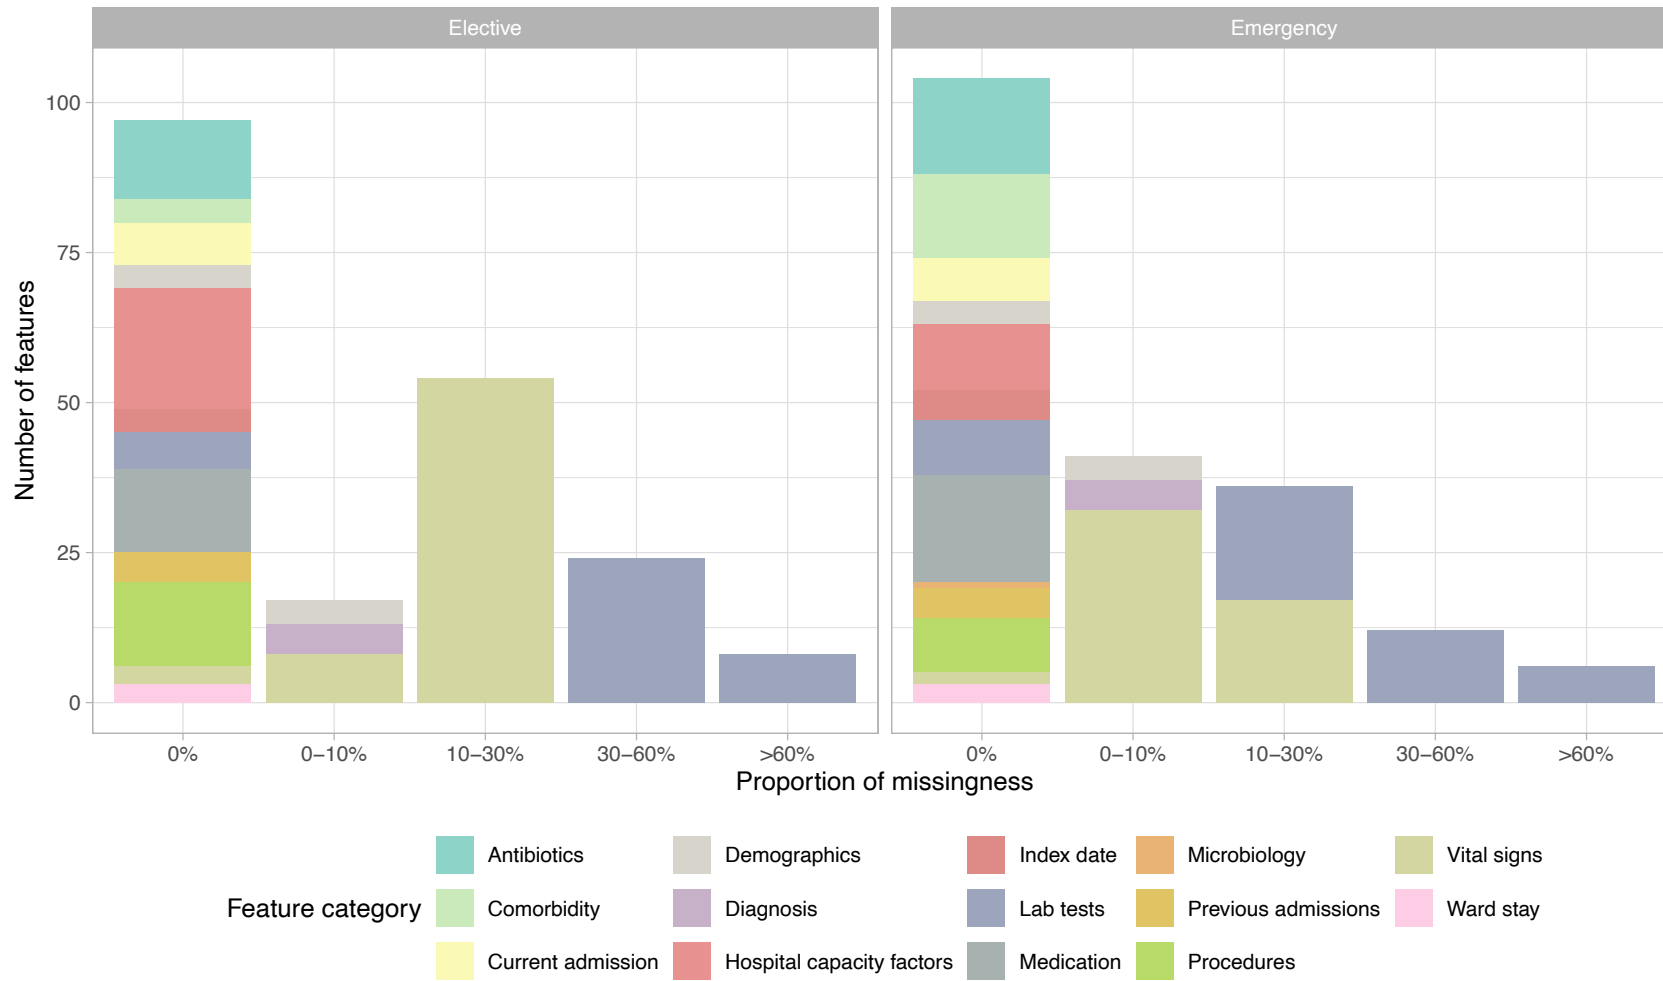 Elective
Emergency
Number of features
100
75
50
25
0
0%
0−10%
10−30%
30−60%
>60%
0%
0−10%
10−30%
30−60%
>60%
Proportion of missingness
Feature category
Antibiotics
Comorbidity
Current admission
Demographics
Diagnosis
Hospital capacity factors
Index date
Lab tests
Medication
Microbiology
Previous admissions
Procedures
Vital signs
Ward stay